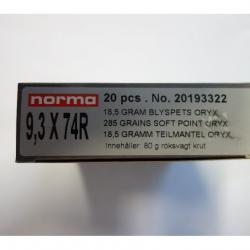 norma
9,3 X 74R
20 pcs . No. 20193322
18,5 GRAM BLYSPETS ORYX
285 GRAINS SOFT POINT ORYX
18,5 GRAMM TEILMANTEL ORYX
Innehåller: 80 g röksvagt krut